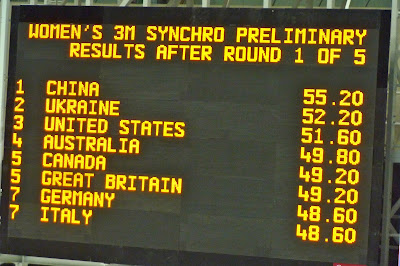 WOMEN'S 3M SYNCHRO PRELIMINARY
RESULTS AFTER ROUND 1 OF 5
1 CHINA 55.20
2 UKRAINE 52.20
3 UNITED STATES 51.60
4 AUSTRALIA 49.80
5 CANADA 49.20
5 GREAT BRITAIN 49.20
7 GERMANY 48.60
7 ITALY 48.60